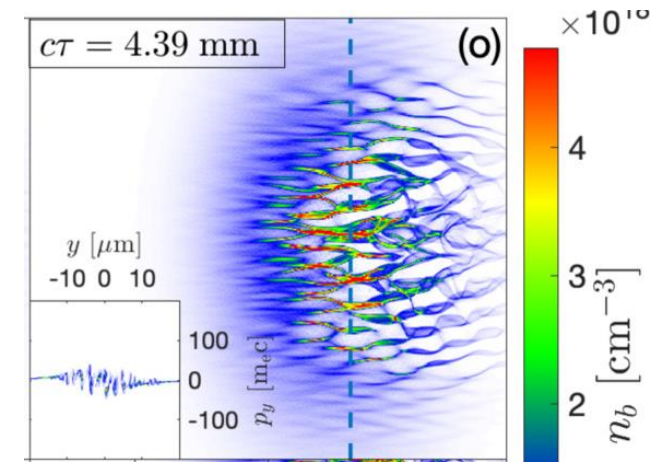 cτ = 4.39 mm
(o)
4
3
2
n_b [cm⁻³]
y [μm]
-10 0 10
100
0
-100
p_y [m_ec]